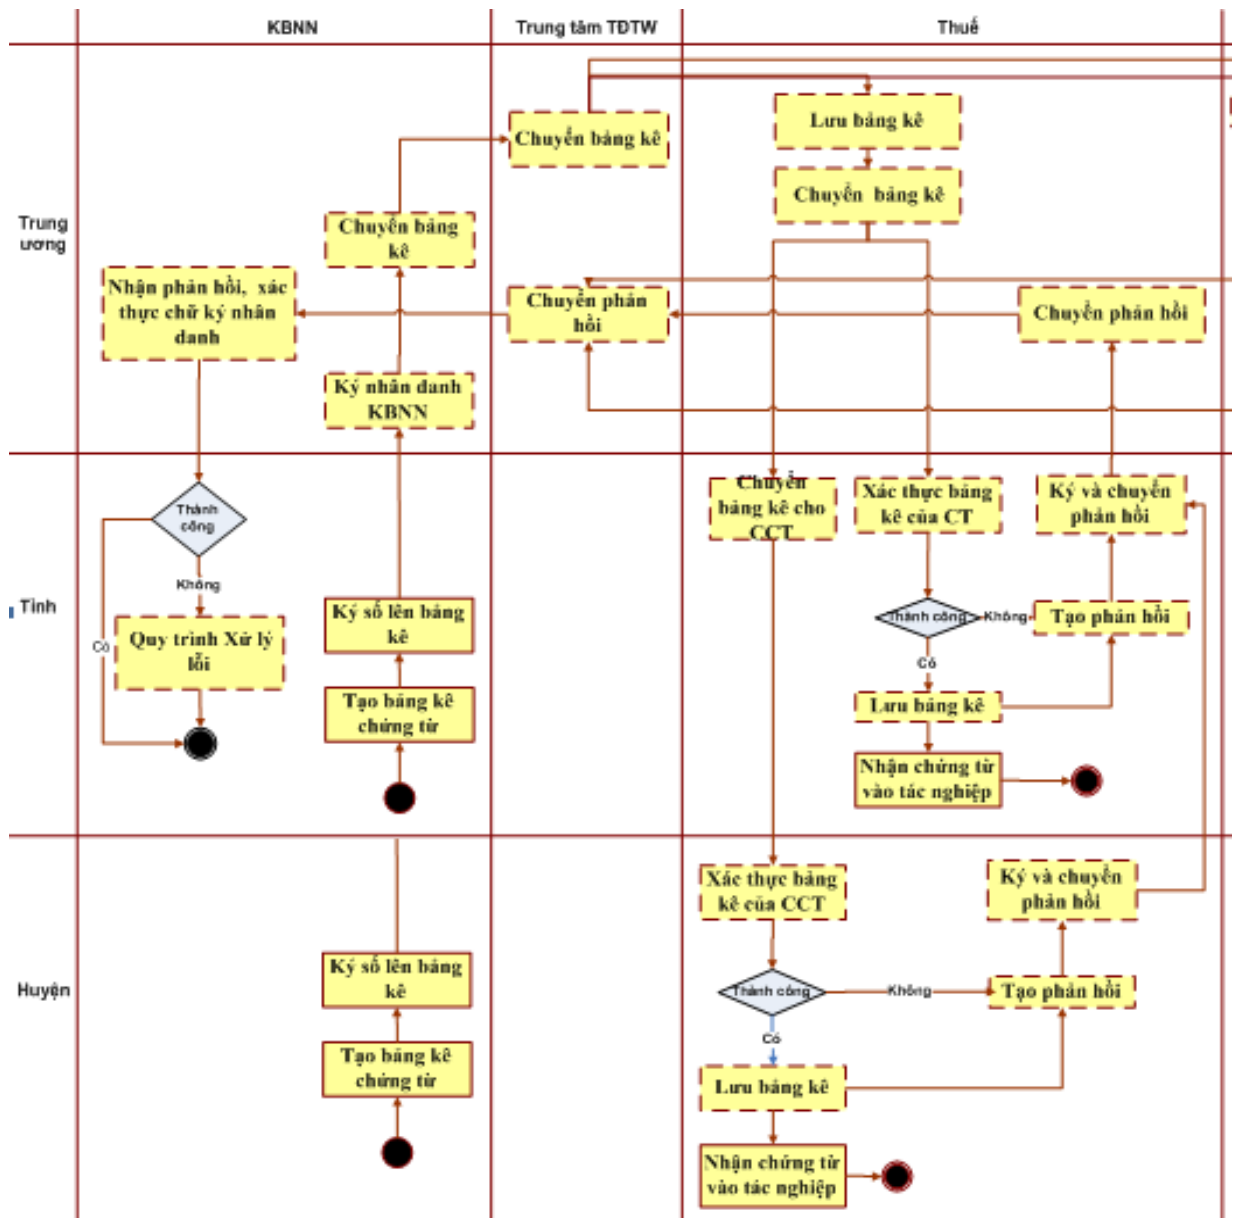 KBNN
Trung tâm TĐTW
Thuế
Trung
ương
Chuyển bảng kê
Lưu bảng kê
Chuyển bảng kê
Chuyển bảng
kê
Nhận phản hồi, xác
thực chữ ký nhân
danh
Chuyển phản
hồi
Chuyển phản hồi
Ký nhân danh
KBNN
Tỉnh
Thành
công
Không
Có
Quy trình Xử lý
lỗi
Ký số lên bảng
kê
Tạo bảng kê
chứng từ
Chuyển
bảng kê cho
CCT
Xác thực bảng
kê của CT
Ký và chuyển
phản hồi
Thành công
Không
Tạo phản hồi
Có
Lưu bảng kê
Nhận chứng từ
vào tác nghiệp
Huyện
Ký số lên bảng
kê
Tạo bảng kê
chứng từ
Xác thực bảng
kê của CCT
Ký và chuyển
phản hồi
Thành công
Không
Tạo phản hồi
Có
Lưu bảng kê
Nhận chứng từ
vào tác nghiệp